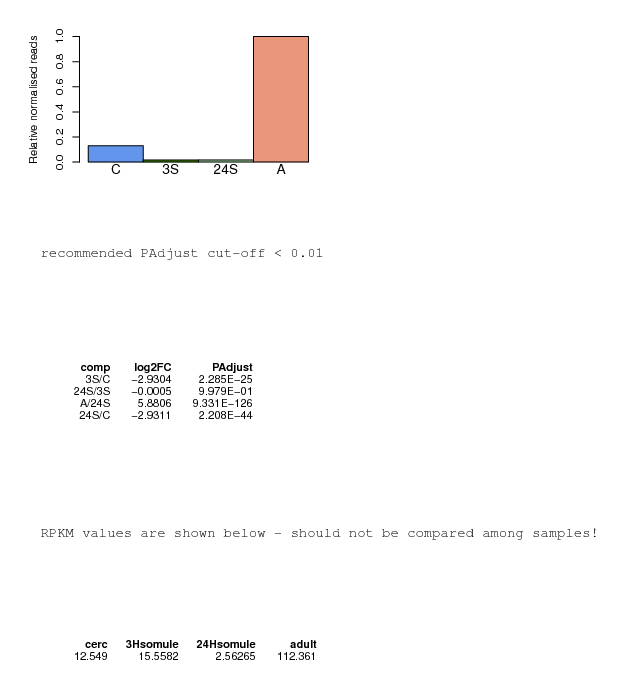 Relative normalised reads
1.0
0.8
0.6
0.4
0.2
0.0
C 3S 24S A
recommended PAdjust cut-off < 0.01
comp log2FC PAdjust
3S/C −2.9304 2.285E−25
24S/3S −0.0005 9.979E−01
A/24S 5.8806 9.331E−126
24S/C −2.9311 2.208E−44
RPKM values are shown below - should not be compared among samples!
cerc 3Hsomule 24Hsomule adult
12.549 15.5582 2.56265 112.361